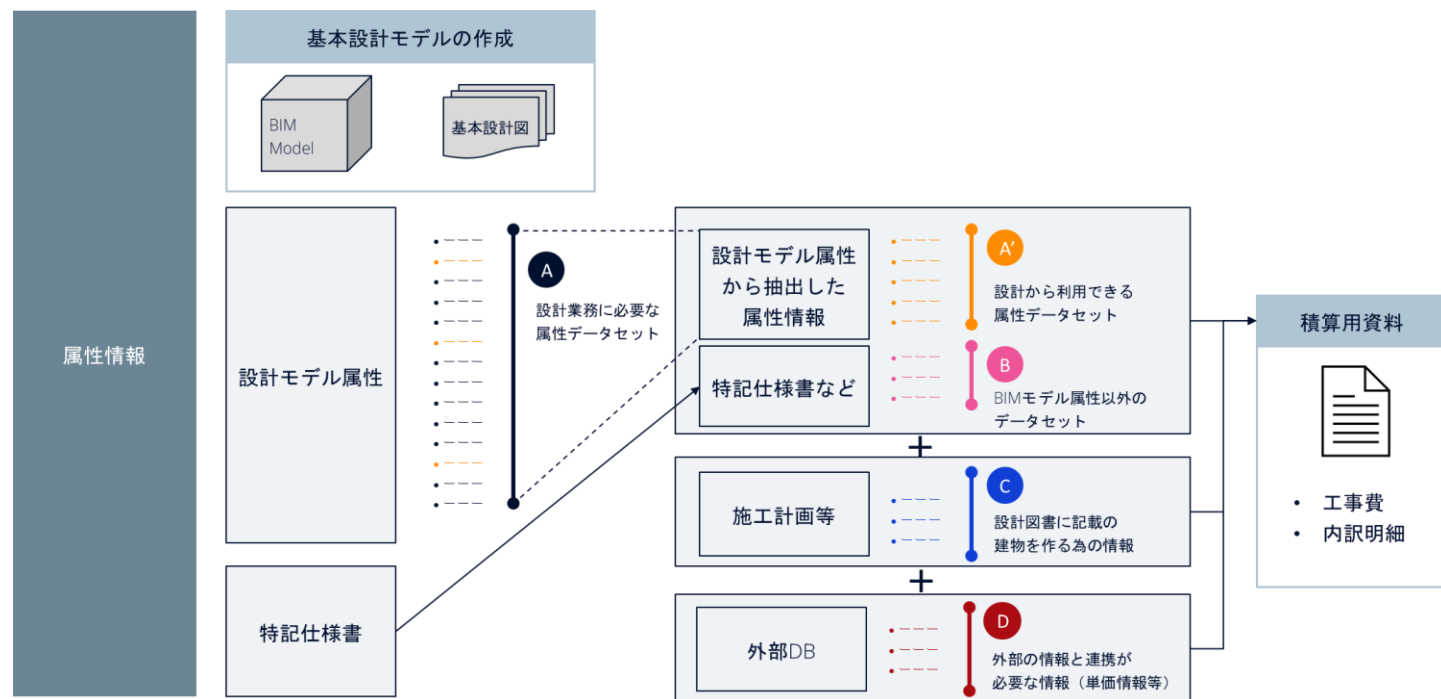 基本設計モデルの作成
BIM
Model
基本設計図
属性情報
設計モデル属性
A
設計業務に必要な
属性データセット
特記仕様書
設計モデル属性
から抽出した
属性情報
A’
設計から利用できる
属性データセット
特記仕様書など
B
BIMモデル属性以外の
データセット
+
施工計画等
C
設計図書に記載の
建物を作る為の情報
+
外部DB
D
外部の情報と連携が
必要な情報（単価情報等）
積算用資料
• 工事費
• 内訳明細